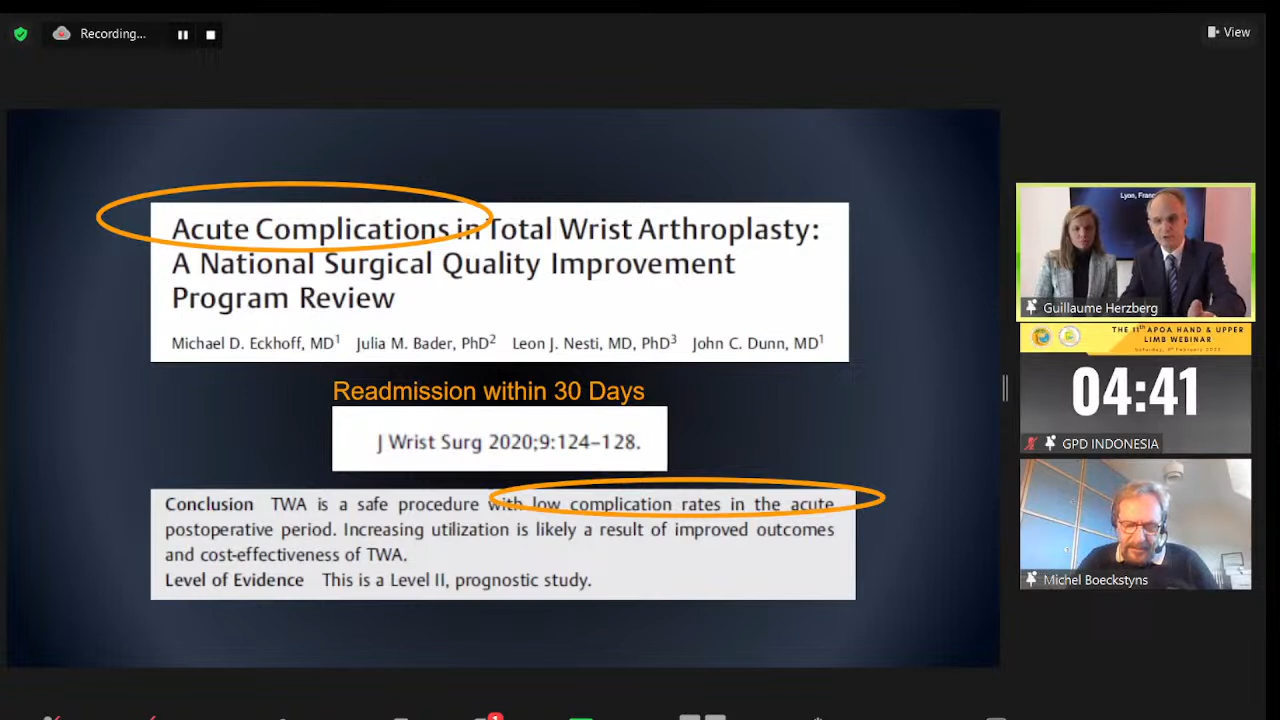 Recording...
View
Acute Complications in Total Wrist Arthroplasty:
A National Surgical Quality Improvement
Program Review
Michael D. Eckhoff, MD1 Julia M. Bader, PhD2 Leon J. Nesti, MD, PhD3 John C. Dunn, MD1
Readmission within 30 Days
J Wrist Surg 2020;9:124–128.
Conclusion TWA is a safe procedure with low complication rates in the acute
postoperative period. Increasing utilization is likely a result of improved outcomes
and cost-effectiveness of TWA.
Level of Evidence This is a Level II, prognostic study.
Lyon, Franc
Guillaume Herzberg
THE 11th APOA HAND & UPPER
LIMB WEBINAR
04:41
GPD INDONESIA
Michel Boeckstyns
1